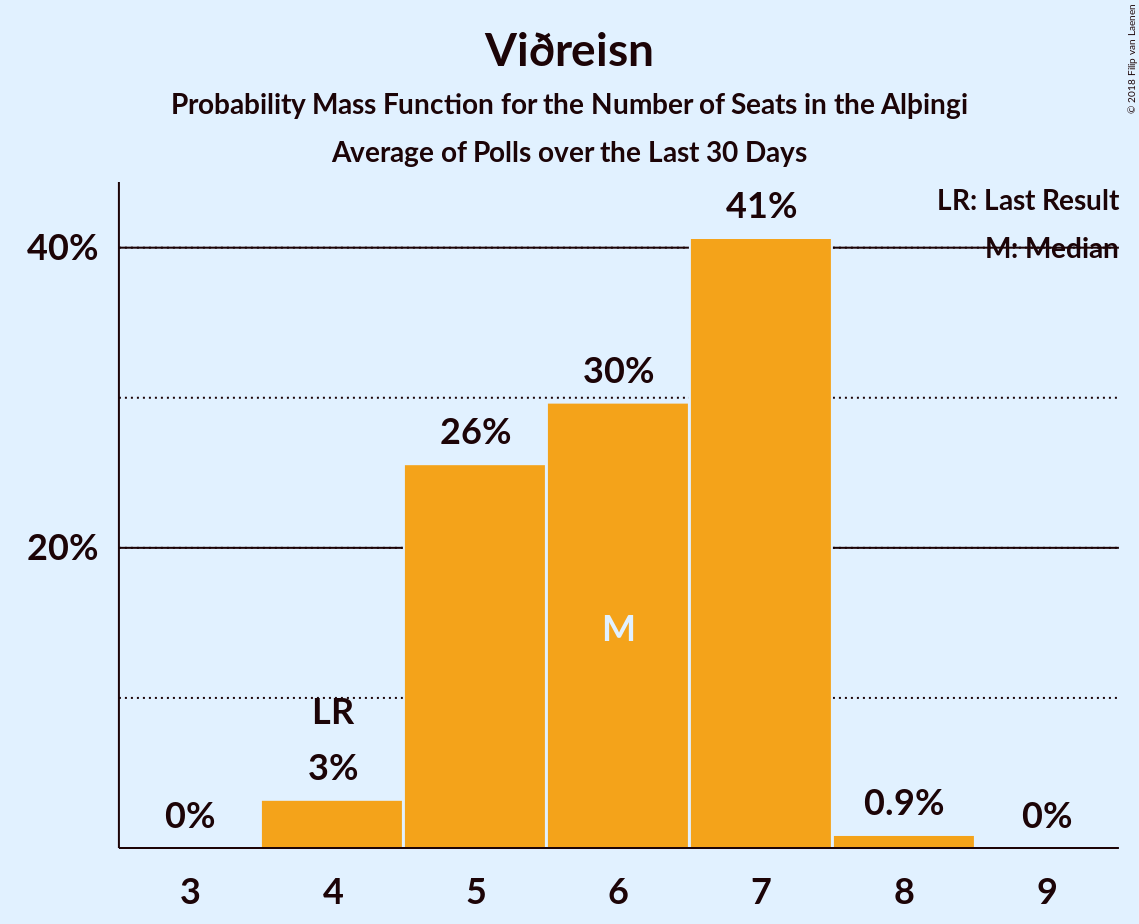 Viðreisn
Probability Mass Function for the Number of Seats in the Alþingi
Average of Polls over the Last 30 Days
© 2018 Filip van Laenen
LR: Last Result
M: Median
41%
40%
30%
26%
20%
M
LR
3%
0%
0.9%
0%
3 4 5 6 7 8 9